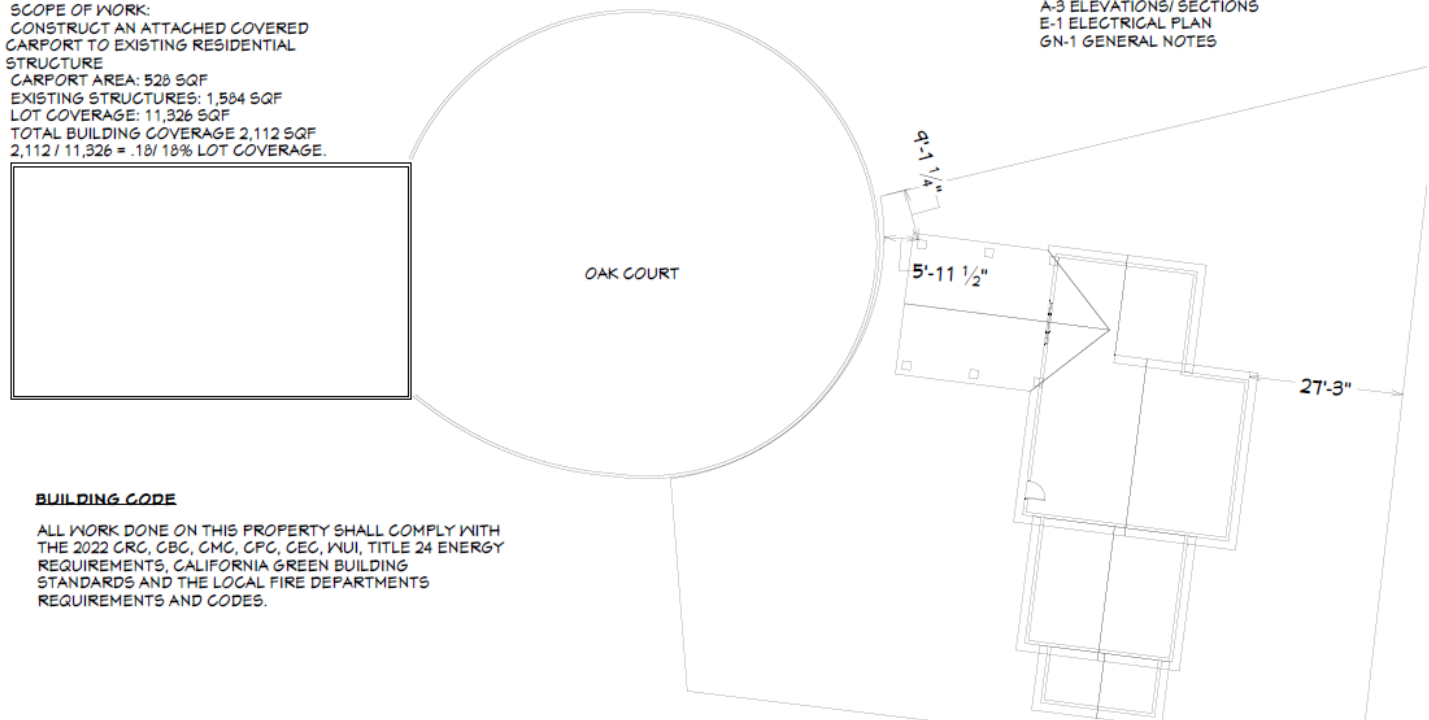 SCOPE OF WORK:
CONSTRUCT AN ATTACHED COVERED
CARPORT TO EXISTING RESIDENTIAL
STRUCTURE
CARPORT AREA: 528 SQF
EXISTING STRUCTURES: 1,584 SQF
LOT COVERAGE: 11,326 SQF
TOTAL BUILDING COVERAGE 2,112 SQF
2,112 / 11,326 = .18/ 18% LOT COVERAGE.
A-3 ELEVATIONS/ SECTIONS
E-1 ELECTRICAL PLAN
GN-1 GENERAL NOTES
9'-1 1/4"
OAK COURT
5'-11 1/2"
27'-3"
BUILDING CODE
ALL WORK DONE ON THIS PROPERTY SHALL COMPLY WITH
THE 2022 CRC, CBC, CMC, CPC, CEC, WUI, TITLE 24 ENERGY
REQUIREMENTS, CALIFORNIA GREEN BUILDING
STANDARDS AND THE LOCAL FIRE DEPARTMENTS
REQUIREMENTS AND CODES.